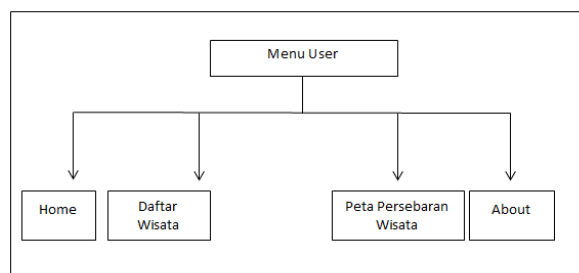 Menu User
Home
Daftar
Wisata
Peta Persebaran
Wisata
About